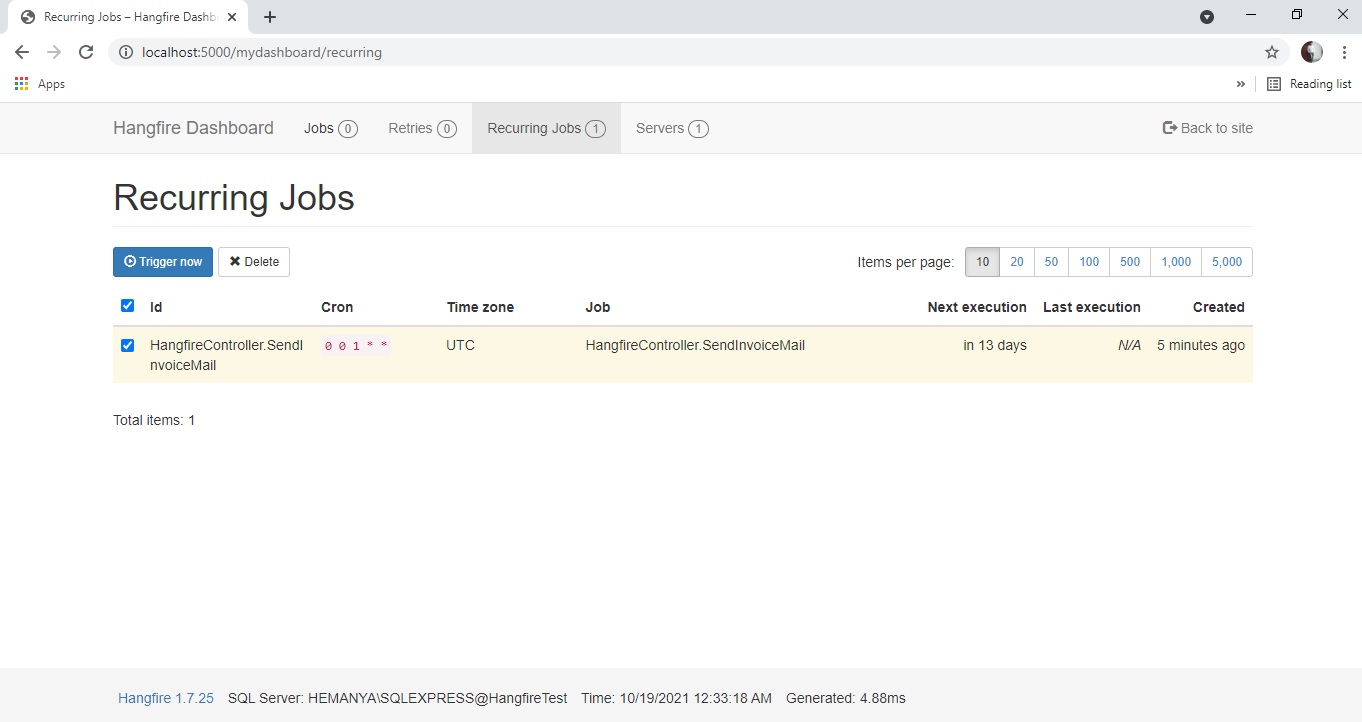 Recurring Jobs – Hangfire Dashb
localhost:5000/mydashboard/recurring
Apps
»
Reading list
Hangfire Dashboard Jobs 0 Retries 0 Recurring Jobs 1 Servers 1 Back to site
Recurring Jobs
Trigger now Delete Items per page: 10 20 50 100 500 1,000 5,000
Id Cron Time zone Job Next execution Last execution Created
HangfireController.SendI 0 0 1 * * UTC HangfireController.SendInvoiceMail in 13 days N/A 5 minutes ago
nvoiceMail
Total items: 1
Hangfire 1.7.25 SQL Server: HEMANYA\SQLEXPRESS@HangfireTest Time: 10/19/2021 12:33:18 AM Generated: 4.88ms